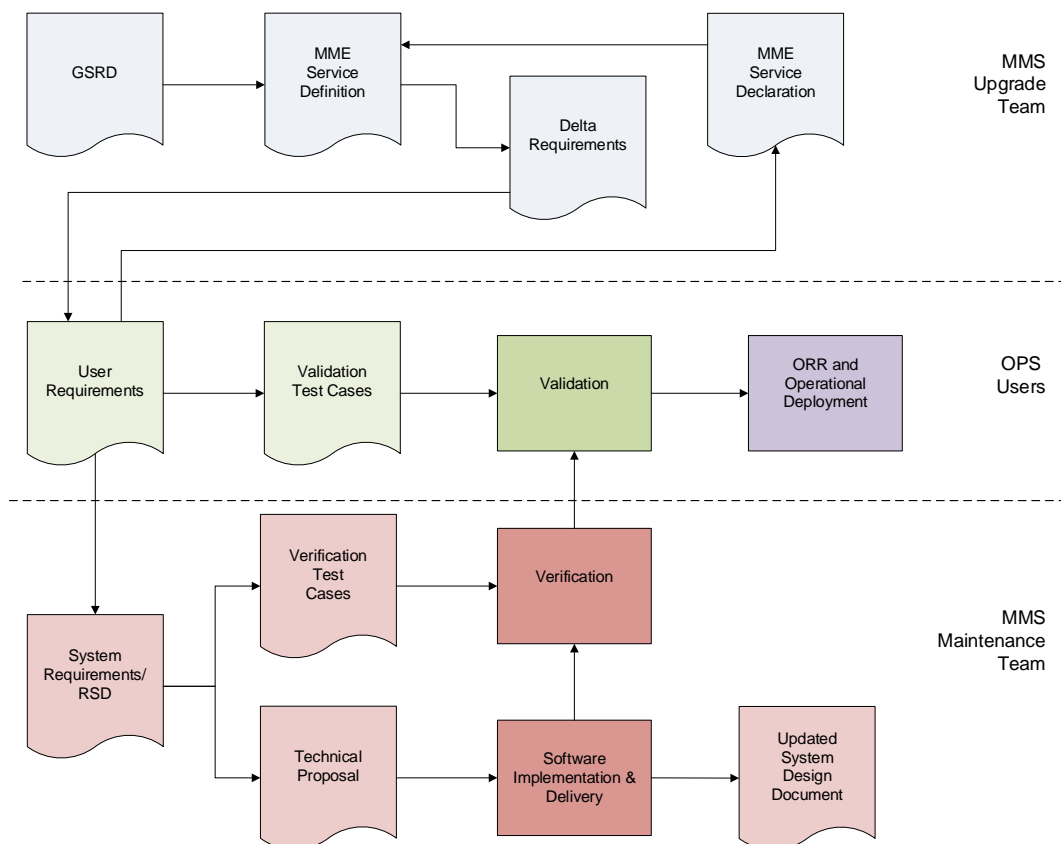 GSRD
MME
Service
Definition
Delta
Requirements
MME
Service
Declaration
MMS
Upgrade
Team
User
Requirements
Validation
Test Cases
Validation
ORR and
Operational
Deployment
OPS
Users
Verification
Test
Cases
Verification
MMS
Maintenance
Team
System
Requirements/
RSD
Technical
Proposal
Software
Implementation &
Delivery
Updated
System
Design
Document